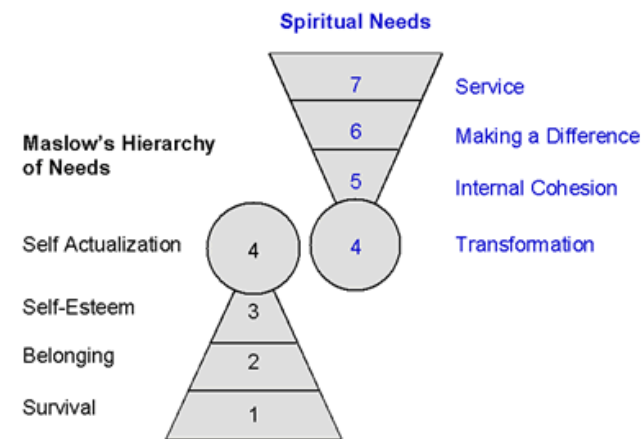 Spiritual Needs
7 Service
6 Making a Difference
Maslow's Hierarchy
of Needs
5 Internal Cohesion
Self Actualization 4 4 Transformation
Self-Esteem 3
Belonging 2
Survival 1